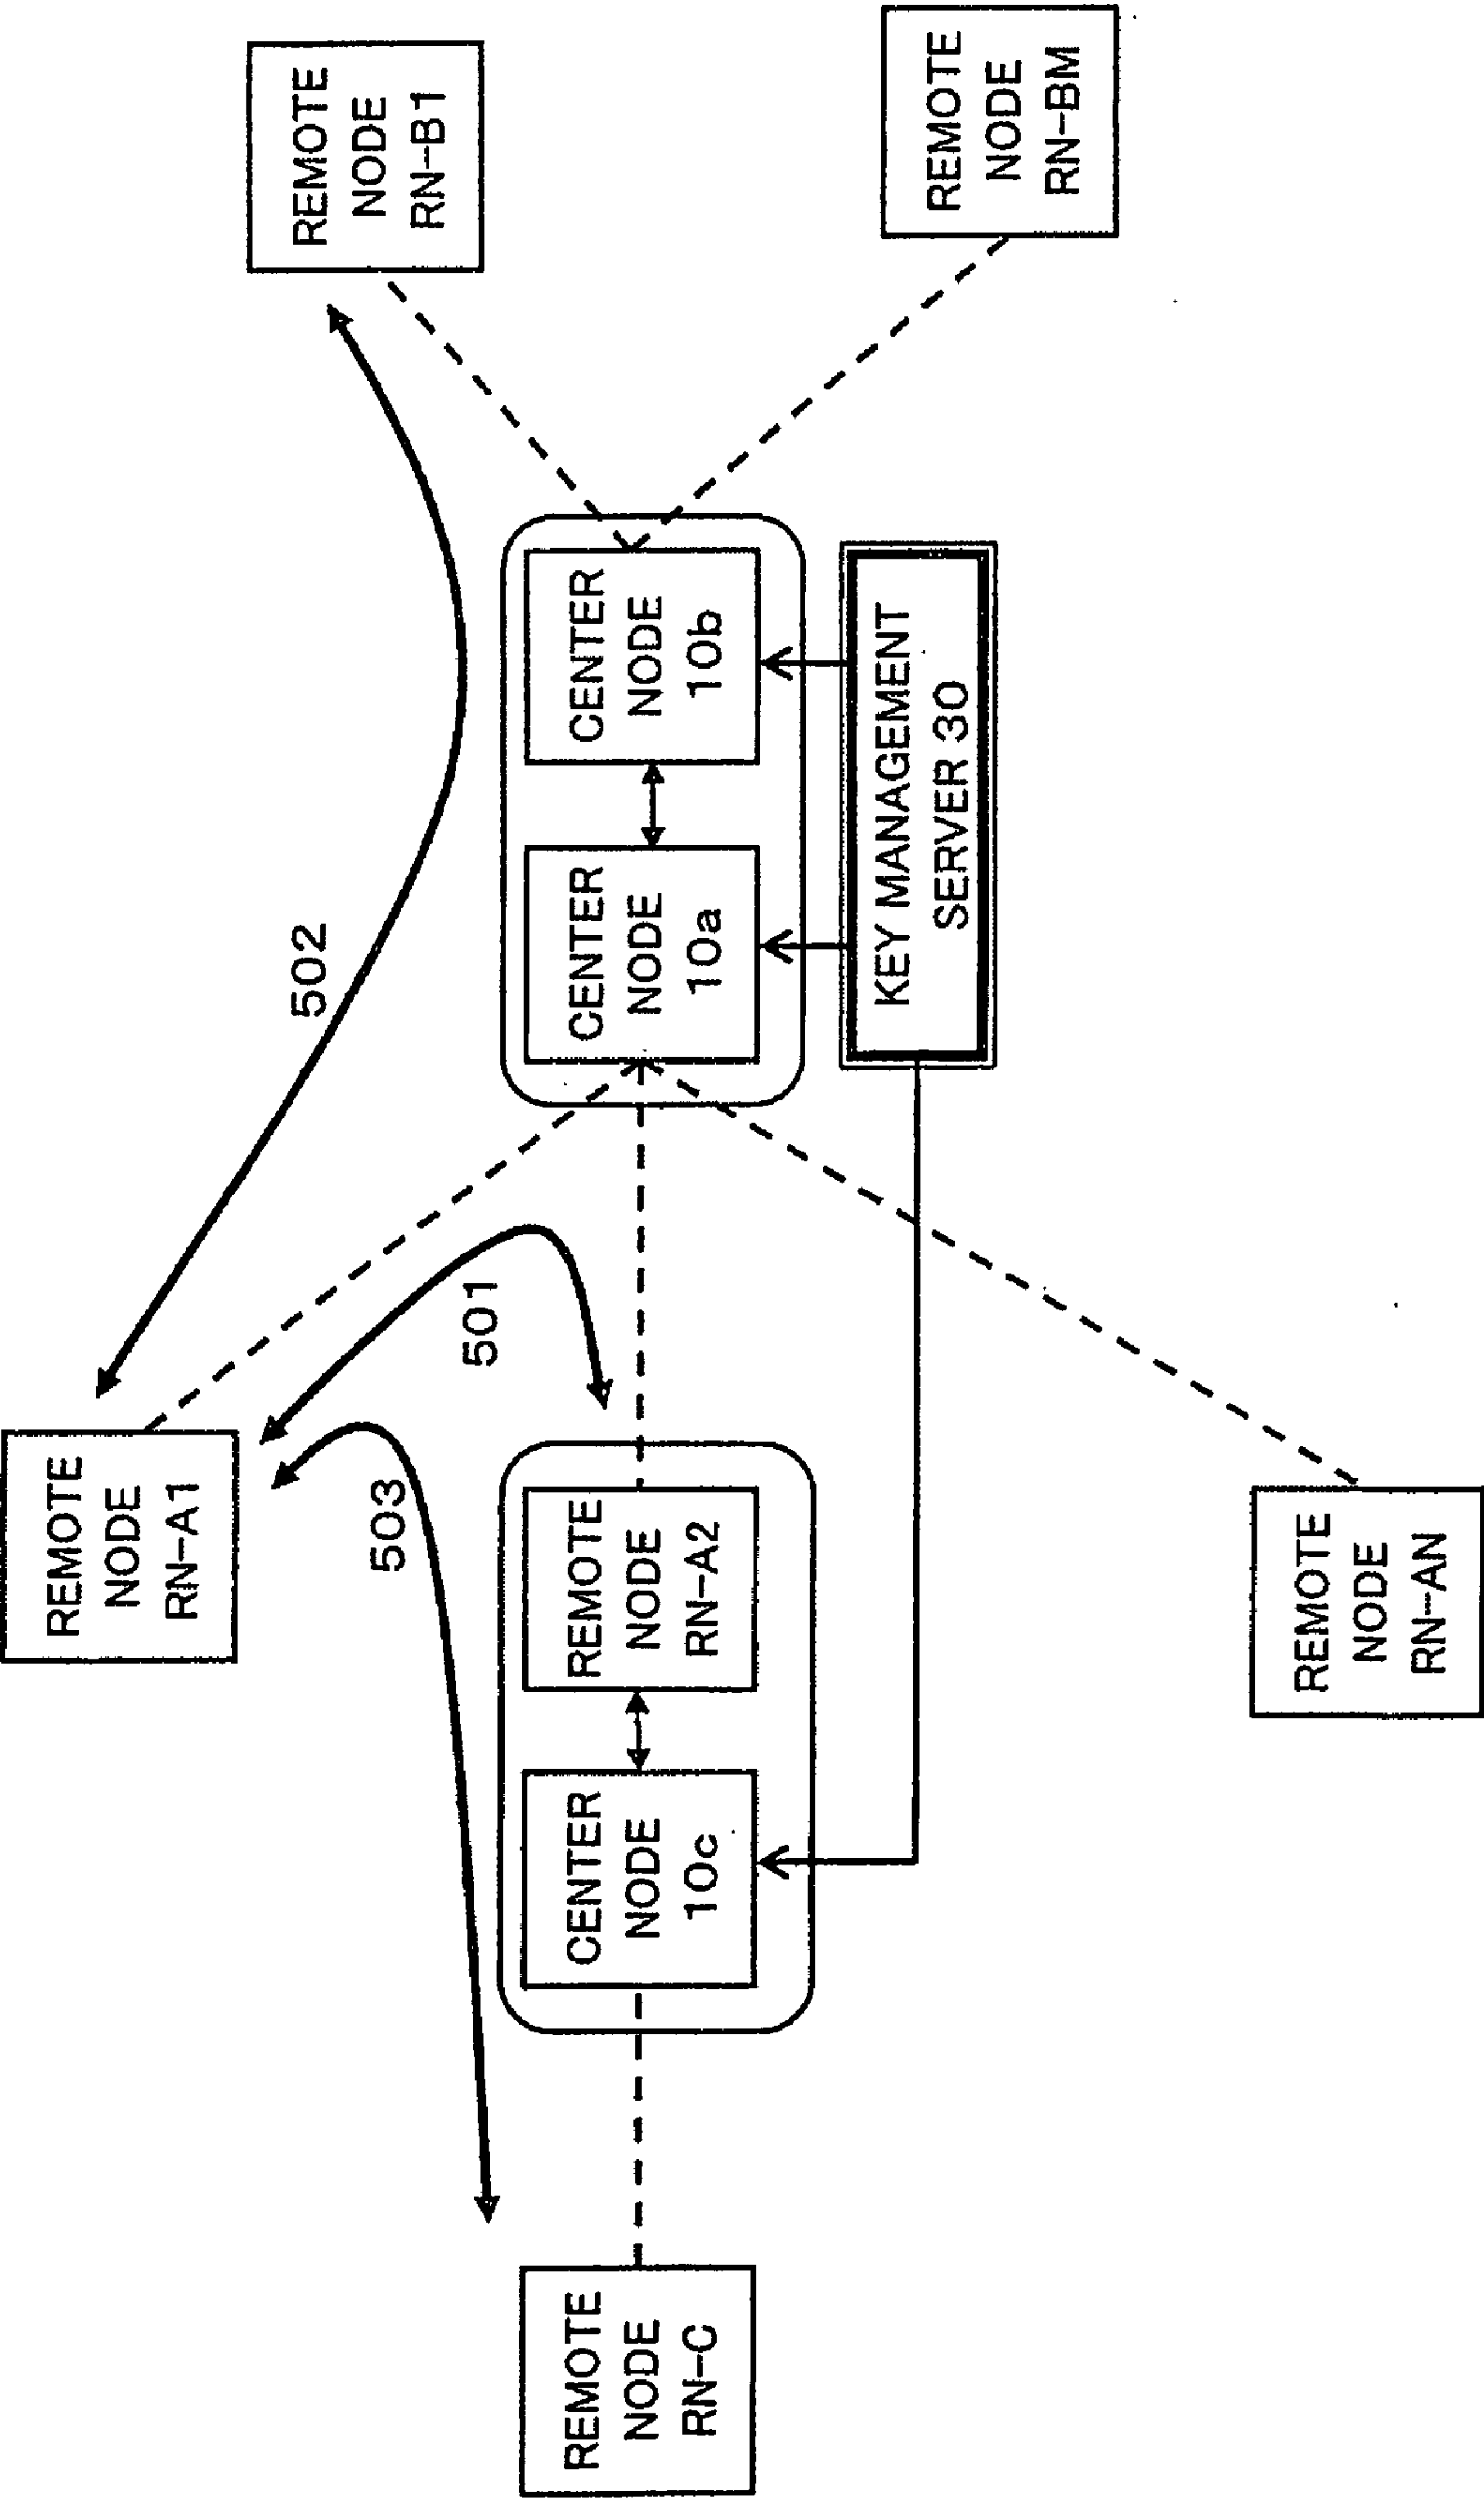 REMOTE
NODE
RN-A1
REMOTE
NODE
RN-B1
502
503
501
REMOTE
NODE
RN-C
CENTER
NODE
10c
REMOTE
NODE
RN-A2
CENTER
NODE
10a
CENTER
NODE
10b
KEY MANAGEMENT
SERVER 30
REMOTE
NODE
RN-BM
REMOTE
NODE
RN-AN